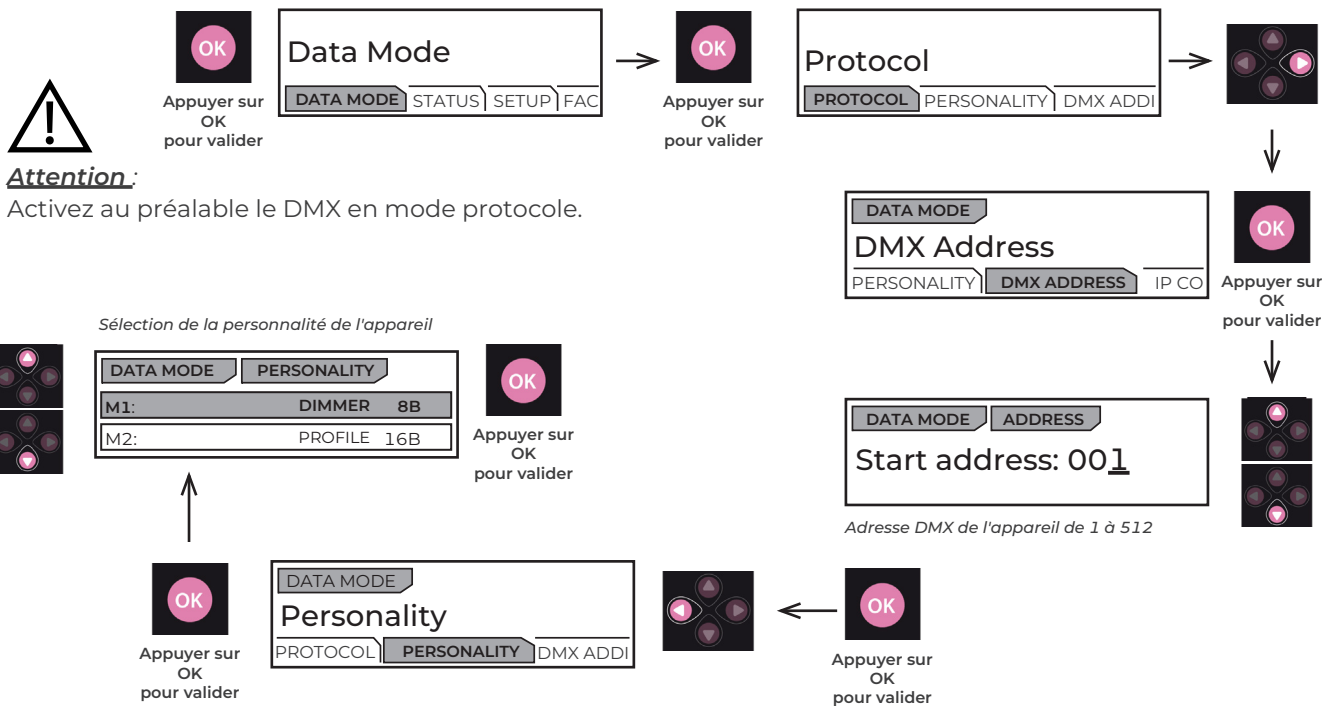 OK
Appuyer sur
OK
pour valider
Data Mode
DATA MODE STATUS SETUP FAC
OK
Appuyer sur
OK
pour valider
Protocol
PROTOCOL PERSONALITY DMX ADDI
Attention :
Activez au préalable le DMX en mode protocole.
DATA MODE
DMX Address
PERSONALITY DMX ADDRESS IP CO
OK
Appuyer sur
OK
pour valider
DATA MODE ADDRESS
Start address: 001
Adresse DMX de l'appareil de 1 à 512
OK
Appuyer sur
OK
pour valider
DATA MODE
Personality
PROTOCOL PERSONALITY DMX ADDI
OK
Appuyer sur
OK
pour valider
Sélection de la personnalité de l'appareil
DATA MODE PERSONALITY
M1: DIMMER 8B
M2: PROFILE 16B
OK
Appuyer sur
OK
pour valider